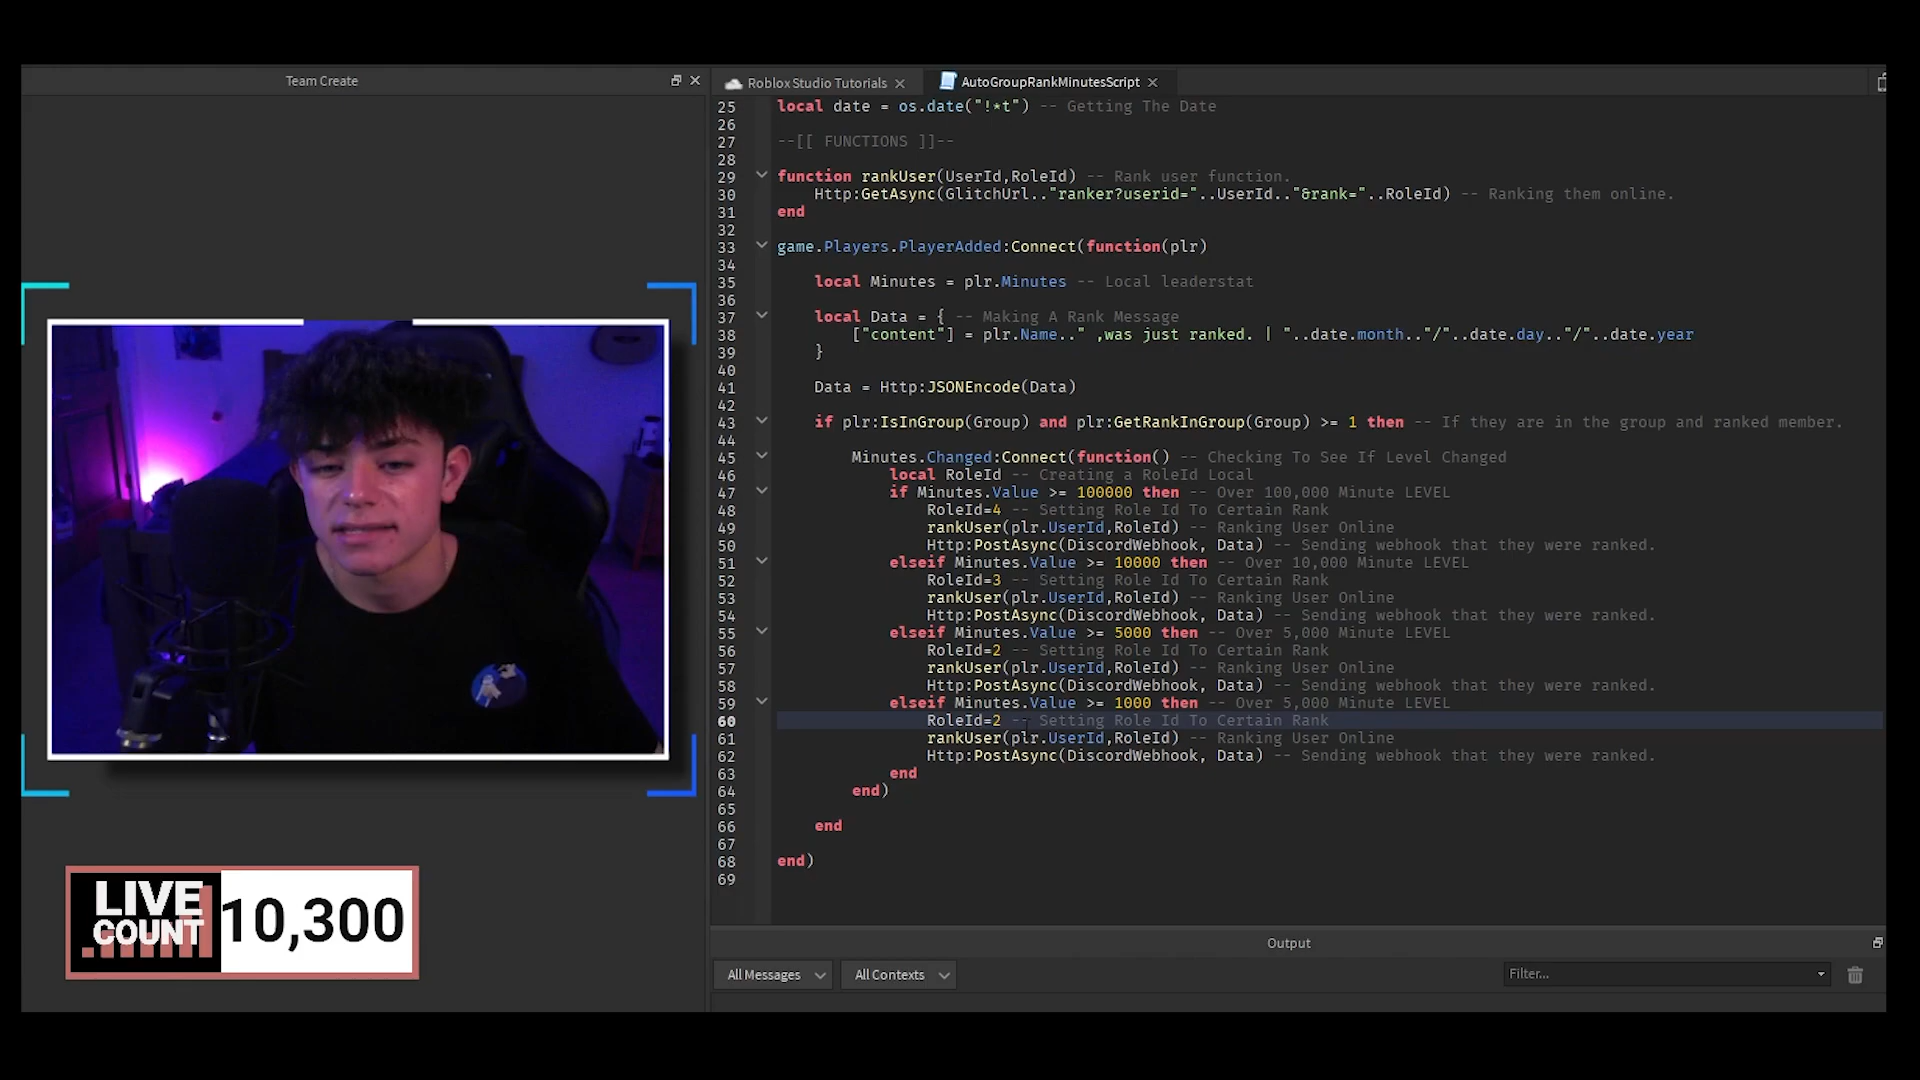 Team Create
Roblox Studio Tutorials
AutoGroupRankMinutesScript
25 local date = os.date("!*t") -- Getting The Date
26
27 --[[ FUNCTIONS ]]--
28
29 function rankUser(UserId,RoleId) -- Rank user function.
30 Http:GetAsync(GlitchUrl.."ranker?userid="..UserId.."&rank="..RoleId) -- Ranking them online.
31 end
32
33 game.Players.PlayerAdded:Connect(function(plr)
34
35 local Minutes = plr.Minutes -- Local leaderstat
36
37 local Data = { -- Making A Rank Message
38 ["content"] = plr.Name.." ,was just ranked. | "..date.month.."/"..date.day.."/"..date.year
39 }
40
41 Data = Http:JSONEncode(Data)
42
43 if plr:IsInGroup(Group) and plr:GetRankInGroup(Group) >= 1 then -- If they are in the group and ranked member.
44
45 Minutes.Changed:Connect(function() -- Checking To See If Level Changed
46 local RoleId -- Creating a RoleId Local
47 if Minutes.Value >= 100000 then -- Over 100,000 Minute LEVEL
48 RoleId=4 -- Setting Role Id To Certain Rank
49 rankUser(plr.UserId,RoleId) -- Ranking User Online
50 Http:PostAsync(DiscordWebhook, Data) -- Sending webhook that they were ranked.
51 elseif Minutes.Value >= 10000 then -- Over 10,000 Minute LEVEL
52 RoleId=3 -- Setting Role Id To Certain Rank
53 rankUser(plr.UserId,RoleId) -- Ranking User Online
54 Http:PostAsync(DiscordWebhook, Data) -- Sending webhook that they were ranked.
55 elseif Minutes.Value >= 5000 then -- Over 5,000 Minute LEVEL
56 RoleId=2 -- Setting Role Id To Certain Rank
57 rankUser(plr.UserId,RoleId) -- Ranking User Online
58 Http:PostAsync(DiscordWebhook, Data) -- Sending webhook that they were ranked.
59 elseif Minutes.Value >= 1000 then -- Over 5,000 Minute LEVEL
60 RoleId=2 -- Setting Role Id To Certain Rank
61 rankUser(plr.UserId,RoleId) -- Ranking User Online
62 Http:PostAsync(DiscordWebhook, Data) -- Sending webhook that they were ranked.
63 end
64 end)
65
66 end
67
68 end)
69
LIVE
COUNT
10,300
Output
All Messages
All Contexts
Filter...